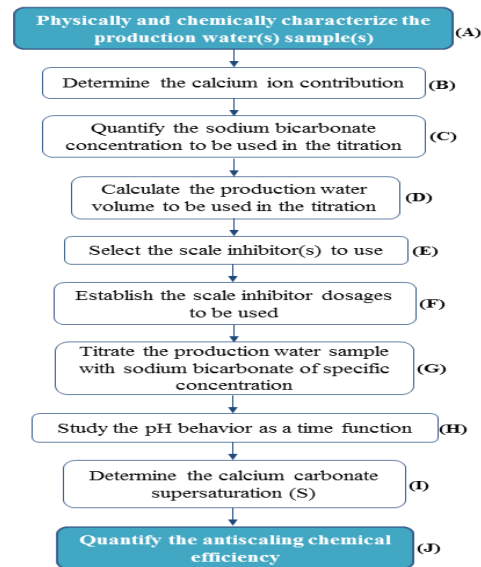 Physically and chemically characterize the
production water(s) sample(s)
(A)
Determine the calcium ion contribution
(B)
Quantify the sodium bicarbonate
concentration to be used in the titration
(C)
Calculate the production water
volume to be used in the titration
(D)
Select the scale inhibitor(s) to use
(E)
Establish the scale inhibitor dosages
to be used
(F)
Titrate the production water sample
with sodium bicarbonate of specific
concentration
(G)
Study the pH behavior as a time function
(H)
Determine the calcium carbonate
supersaturation (S)
(I)
Quantify the antiscaling chemical
efficiency
(J)